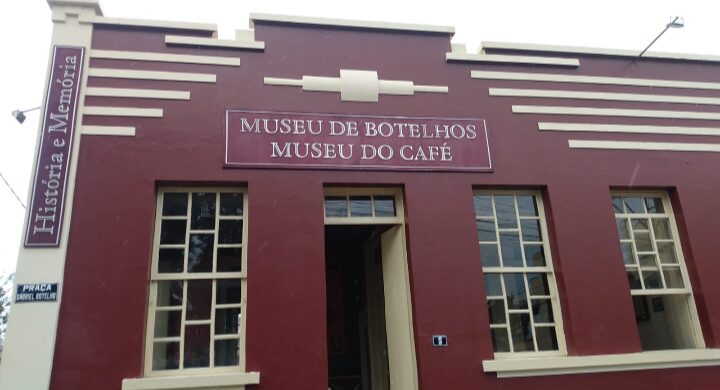 História e Memória
MUSEU DE BOTELHOS
MUSEU DO CAFÉ
PRAÇA
GABRIEL BOTELHO